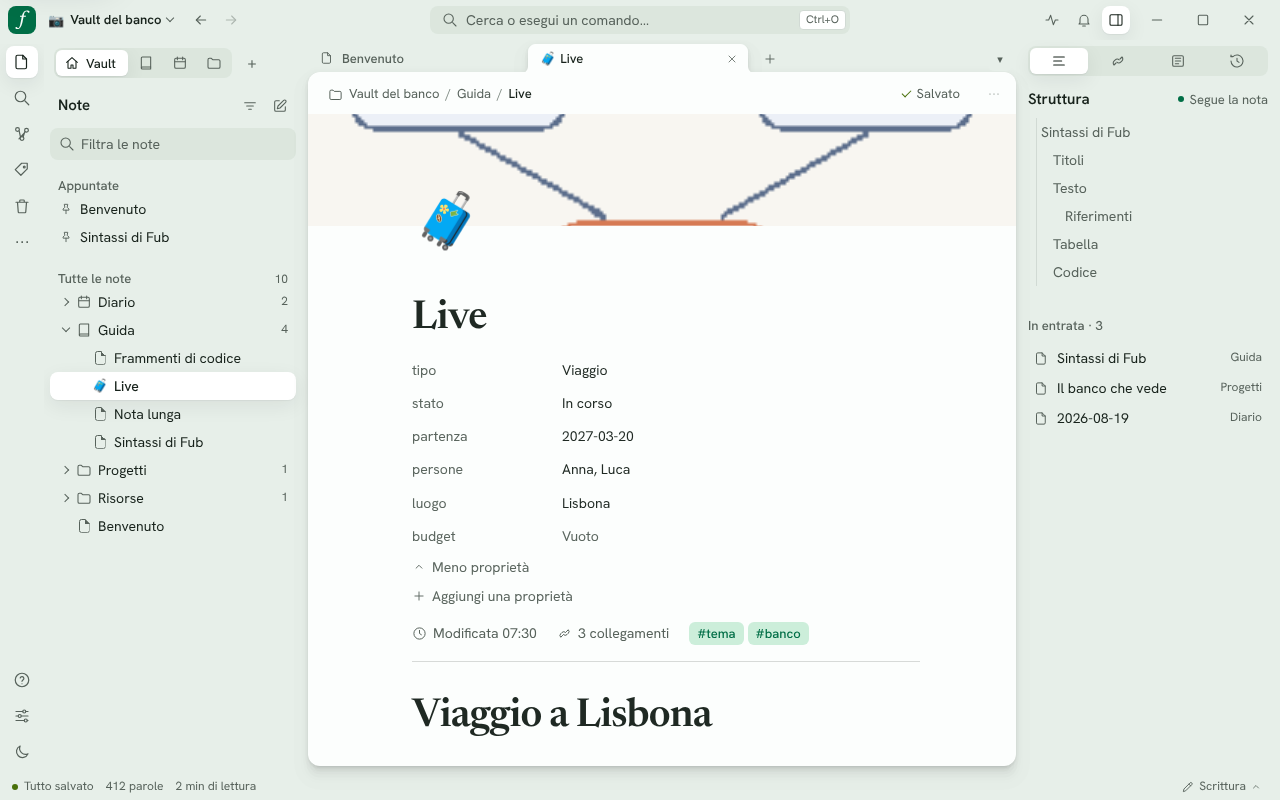 f
Vault del banco
Cerca o esegui un comando…
Ctrl+O
Vault
Note
Filtra le note
Appuntate
Benvenuto
Sintassi di Fub
Tutte le note 10
Diario 2
Guida 4
Frammenti di codice
Live
Nota lunga
Sintassi di Fub
Progetti 1
Risorse 1
Benvenuto
Benvenuto
Live
Vault del banco / Guida / Live
Salvato
Live
tipo Viaggio
stato In corso
partenza 2027-03-20
persone Anna, Luca
luogo Lisbona
budget Vuoto
Meno proprietà
Aggiungi una proprietà
Modificata 07:30
3 collegamenti
#tema
#banco
Viaggio a Lisbona
Struttura
Segue la nota
Sintassi di Fub
Titoli
Testo
Riferimenti
Tabella
Codice
In entrata · 3
Sintassi di Fub Guida
Il banco che vede Progetti
2026-08-19 Diario
Tutto salvato
412 parole
2 min di lettura
Scrittura